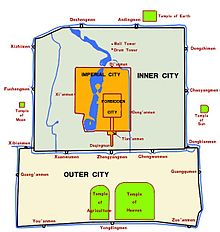 Temple of Earth
Deshengmen
Andingmen
Xizhimen
Bell Tower
Drum Tower
Dongzhimen
Di'anmen
IMPERIAL CITY
INNER CITY
Fuchengmen
Chaoyangmen
Xi'anmen
FORBIDDEN
CITY
Dong'anmen
Temple
of
Moon
Temple
of
Sun
Tian'anmen
Xibianmen
Daqingmen
Dongbianmen
Xuanwumen
Zhengyangmen
Chongwenmen
OUTER CITY
Guang'anmen
Guangqumen
Temple
of
Agriculture
Temple
of
Heaven
You'anmen
Yongdingmen
Zuo'anmen